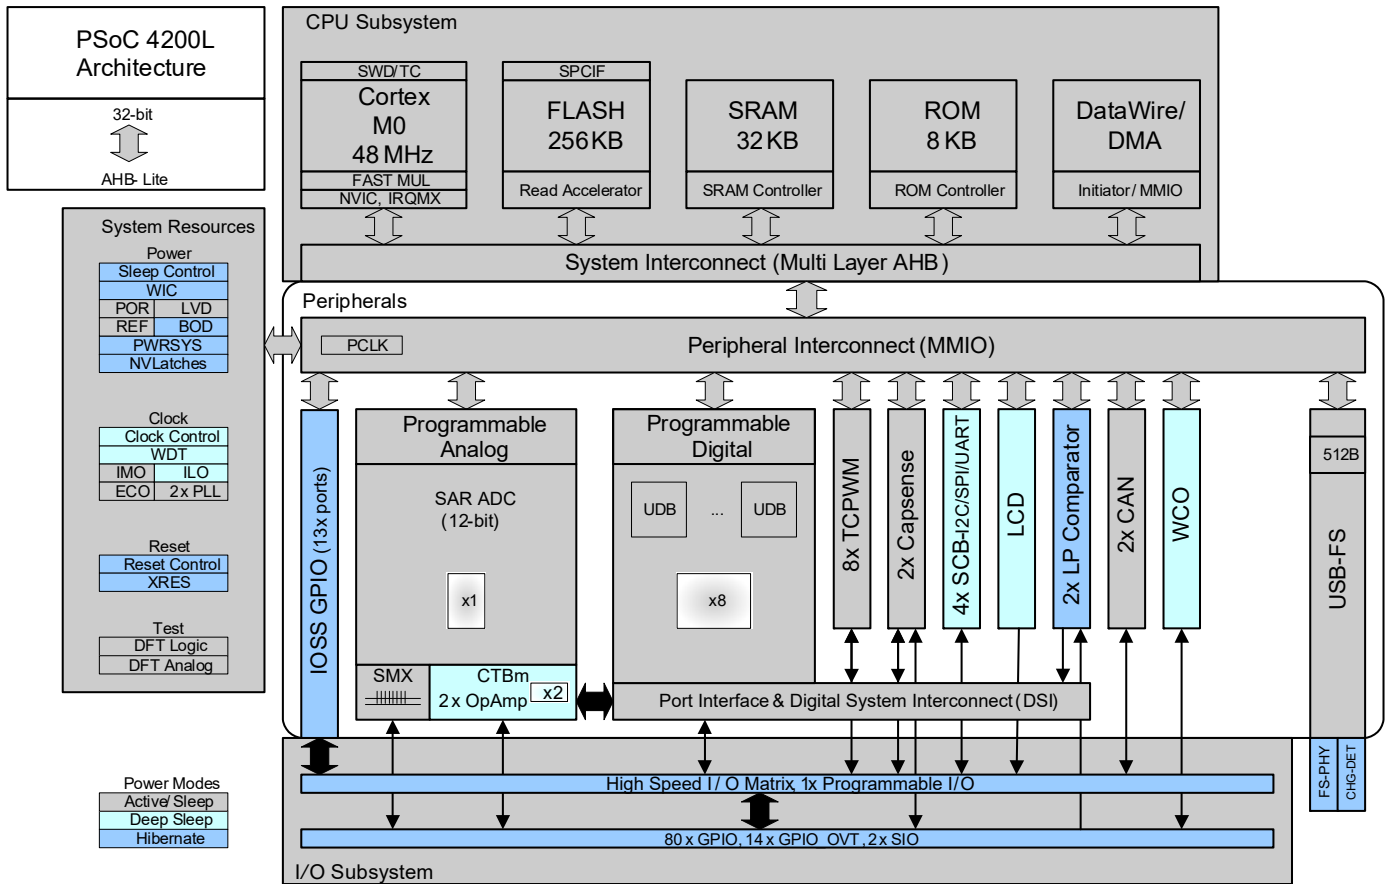 PSoC 4200L
Architecture
32-bit
AHB- Lite
CPU Subsystem
SWD/TC
Cortex
M0
48 MHz
FAST MUL
NVIC, IRQMX
SPCIF
FLASH
256 KB
Read Accelerator
SRAM
32 KB
SRAM Controller
ROM
8 KB
ROM Controller
DataWire/
DMA
Initiator/ MMIO
System Interconnect (Multi Layer AHB)
System Resources
Power
Sleep Control
WIC
POR LVD
REF BOD
PWRSYS
NVLatches
Clock
Clock Control
WDT
IMO ILO
ECO 2 x PLL
Reset
Reset Control
XRES
Test
DFT Logic
DFT Analog
Peripherals
PCLK
Peripheral Interconnect (MMIO)
IOSS GPIO (13x ports)
Programmable
Analog
SAR ADC
(12-bit)
x1
SMX
CTBm
2 x OpAmp
x2
Programmable
Digital
UDB ... UDB
x8
8x TCPWM
2x Capsense
4x SCB-I2C/SPI/UART
LCD
2x LP Comparator
2x CAN
WCO
512B
USB-FS
Port Interface & Digital System Interconnect (DSI)
FS-PHY
CHG-DET
High Speed I / O Matrix, 1x Programmable I/O
80 x GPIO, 14 x GPIO_OVT, 2 x SIO
I/O Subsystem
Power Modes
Active/ Sleep
Deep Sleep
Hibernate